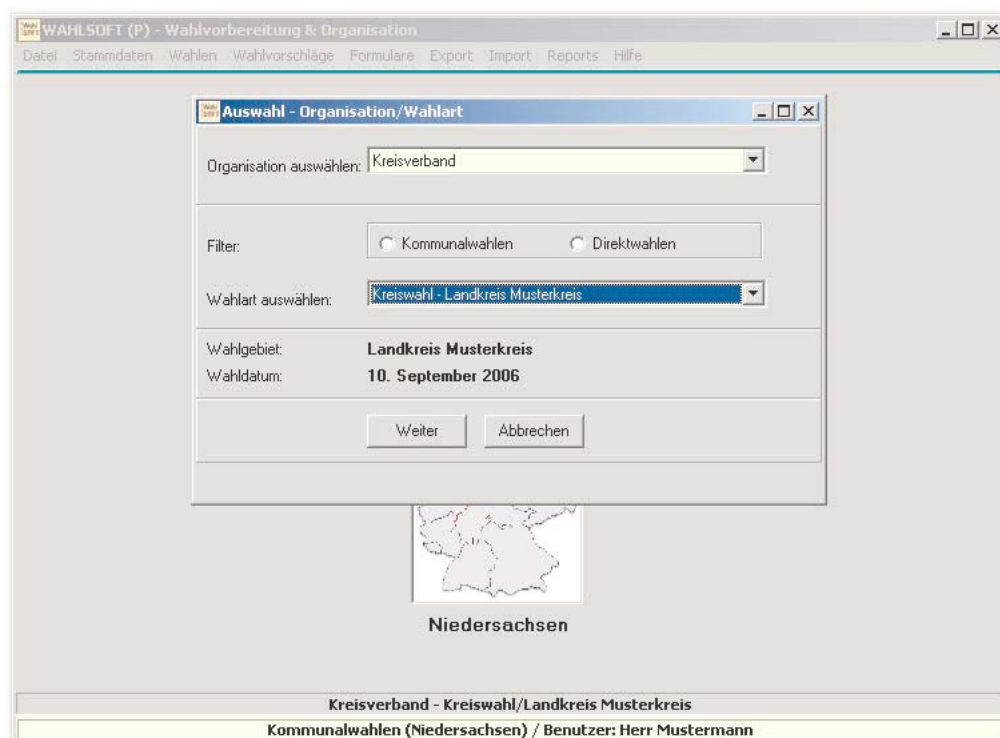 WAHLSOFT (P) - Wahlvorbereitung & Organisation
Datei Stammdaten Wahlen Wahlvorschläge Formulare Export Import Reports Hilfe
Auswahl - Organisation/Wahlart
Organisation auswählen: Kreisverband
Filter: Kommunalwahlen Direktwahlen
Wahlart auswählen: Kreiswahl - Landkreis Musterkreis
Wahlgebiet: Landkreis Musterkreis
Wahldatum: 10. September 2006
Weiter Abbrechen
Niedersachsen
Kreisverband - Kreiswahl/Landkreis Musterkreis
Kommunalwahlen (Niedersachsen) / Benutzer: Herr Mustermann